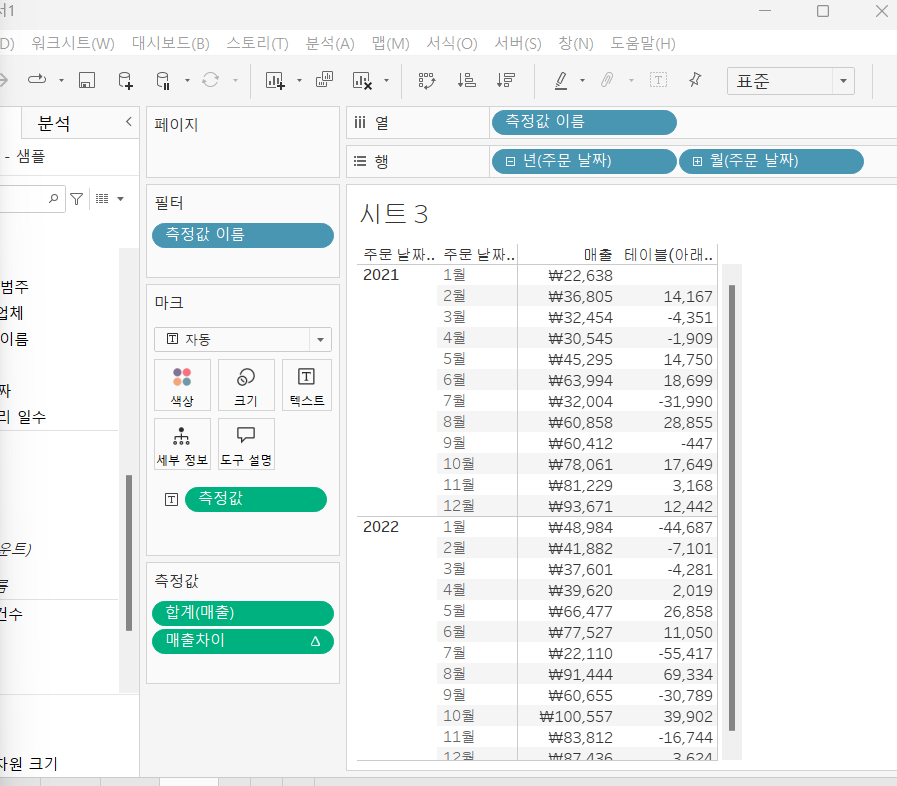 서1
D) 워크시트(W) 대시보드(B) 스토리(T) 분석(A) 맵(M) 서식(O) 서버(S) 창(N) 도움말(H)
표준
분석
- 샘플
범주
업체
이름
짜
리 일수
운트)
름
건수
차원 크기
페이지
필터
측정값 이름
마크
자동
색상 크기 텍스트
세부 정보 도구 설명
측정값
측정값
합계(매출)
매출차이 Δ
열 측정값 이름
행 년(주문 날짜) 월(주문 날짜)
시트 3
주문 날짜.. 주문 날짜.. 매출 테이블(아래..
2021 1월 ₩22,638
2월 ₩36,805 14,167
3월 ₩32,454 -4,351
4월 ₩30,545 -1,909
5월 ₩45,295 14,750
6월 ₩63,994 18,699
7월 ₩32,004 -31,990
8월 ₩60,858 28,855
9월 ₩60,412 -447
10월 ₩78,061 17,649
11월 ₩81,229 3,168
12월 ₩93,671 12,442
2022 1월 ₩48,984 -44,687
2월 ₩41,882 -7,101
3월 ₩37,601 -4,281
4월 ₩39,620 2,019
5월 ₩66,477 26,858
6월 ₩77,527 11,050
7월 ₩22,110 -55,417
8월 ₩91,444 69,334
9월 ₩60,655 -30,789
10월 ₩100,557 39,902
11월 ₩83,812 -16,744
12월 ₩87,436 3,624